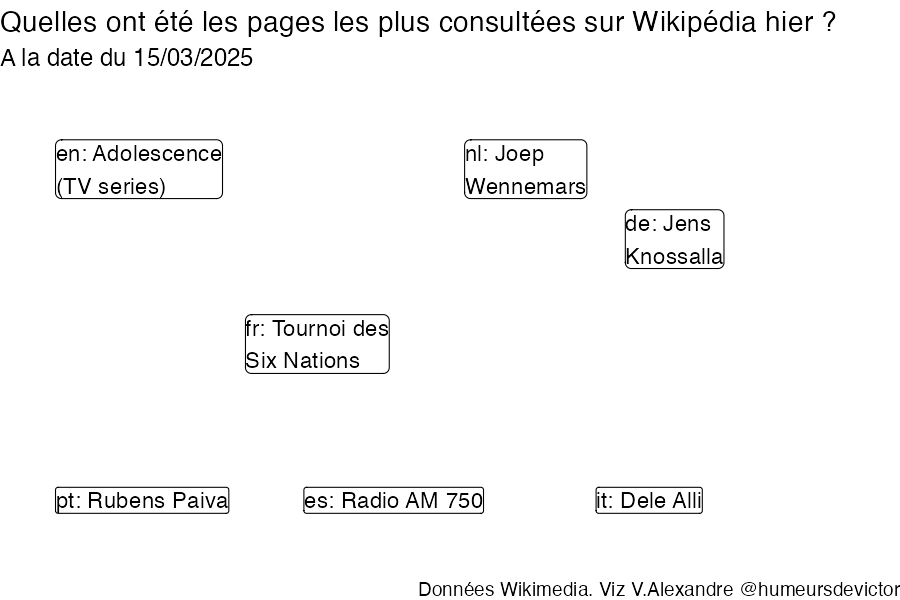 Quelles ont été les pages les plus consultées sur Wikipédia hier ?
A la date du 15/03/2025
en: Adolescence
(TV series)
nl: Joep
Wennemars
de: Jens
Knossalla
fr: Tournoi des
Six Nations
pt: Rubens Paiva
es: Radio AM 750
it: Dele Alli
Données Wikimedia. Viz V.Alexandre @humeursdevictor